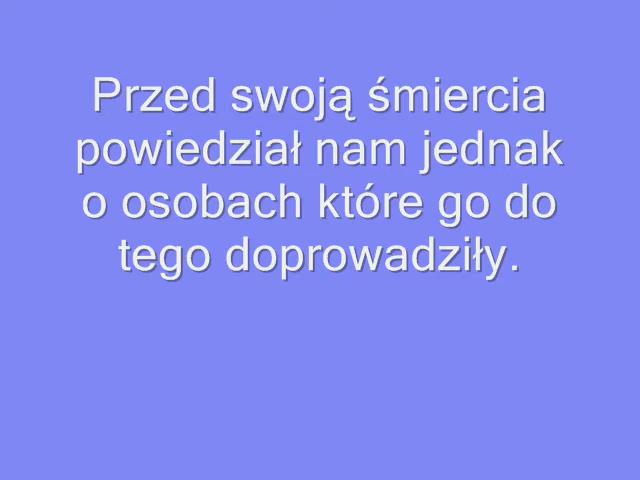 Przed swoją śmiercia
powiedział nam jednak
o osobach które go do
tego doprowadziły.